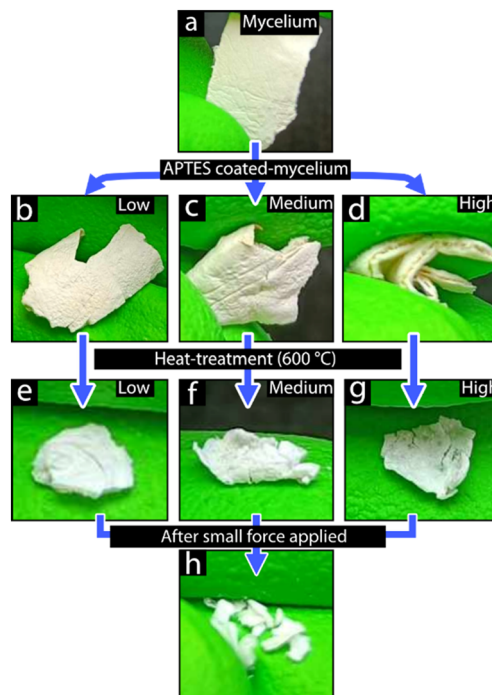 a
Mycelium
APTES coated-mycelium
b
Low
c
Medium
d
High
Heat-treatment (600 °C)
e
Low
f
Medium
g
High
After small force applied
h